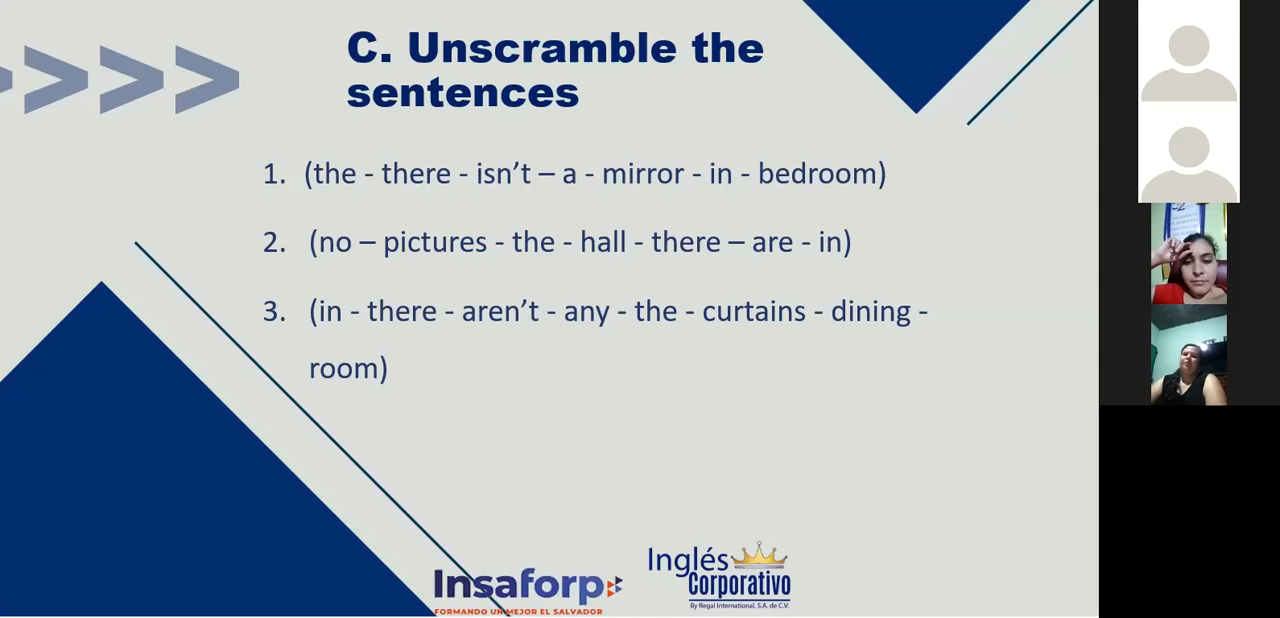 C. Unscramble the
sentences
1. (the - there - isn’t – a - mirror - in - bedroom)
2. (no – pictures - the - hall - there – are - in)
3. (in - there - aren’t - any - the - curtains - dining -
room)
Insaforp
FORMANDO UN MEJOR EL SALVADOR
Inglés
Corporativo
By Regal International, S.A. de C.V.